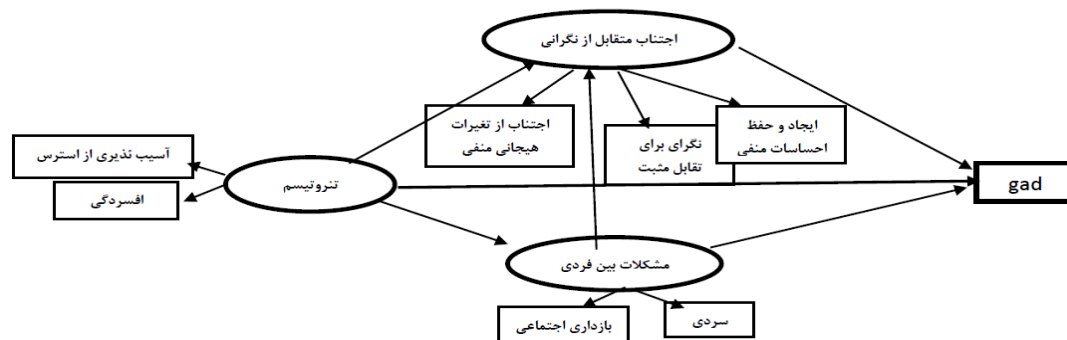 اجتناب متقابل از نگرانی
ایجاد و حفظ
احساسات منفی
نگرای برای
تقابل مثبت
اجتناب از تغیرات
هیجانی منفی
آسیب نذیری از استرس
افسردگی
تنروتیسم
gad
مشکلات بین فردی
سردی
بازداری اجتماعی